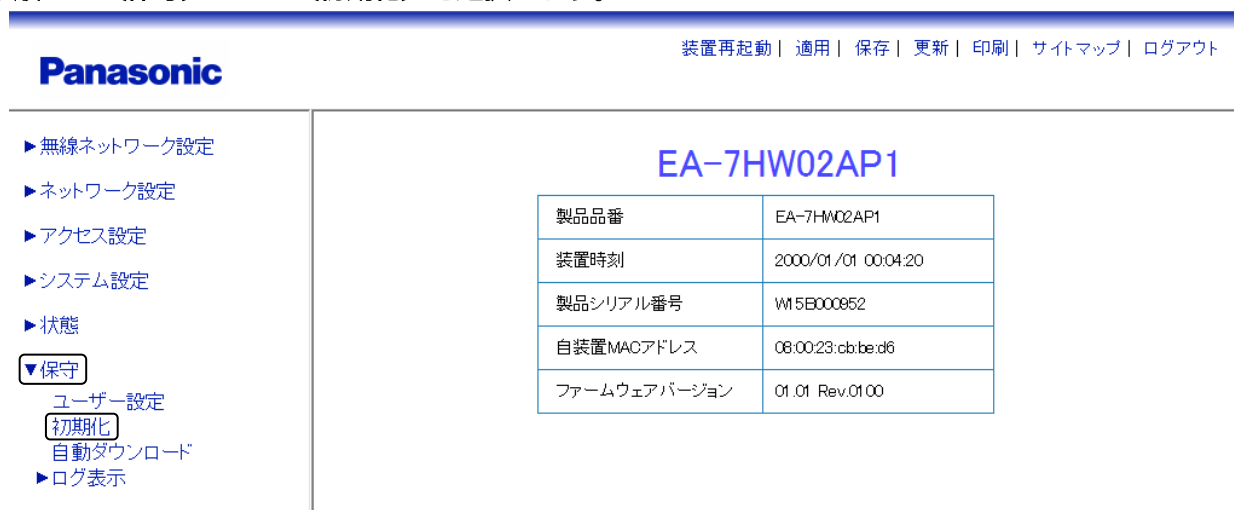 装置再起動| 適用| 保存| 更新| 印刷| サイトマップ| ログアウト
Panasonic
▶無線ネットワーク設定
▶ネットワーク設定
▶アクセス設定
▶システム設定
▶状態
▼保守
ユーザー設定
初期化
自動ダウンロード
▶ログ表示
EA-7HW02AP1
製品品番 EA-7HW02AP1
装置時刻 2000/01/01 00:04:20
製品シリアル番号 W15B000952
自装置MACアドレス 08:00:23:cb:be:d6
ファームウェアバージョン 01.01 Rev.0100